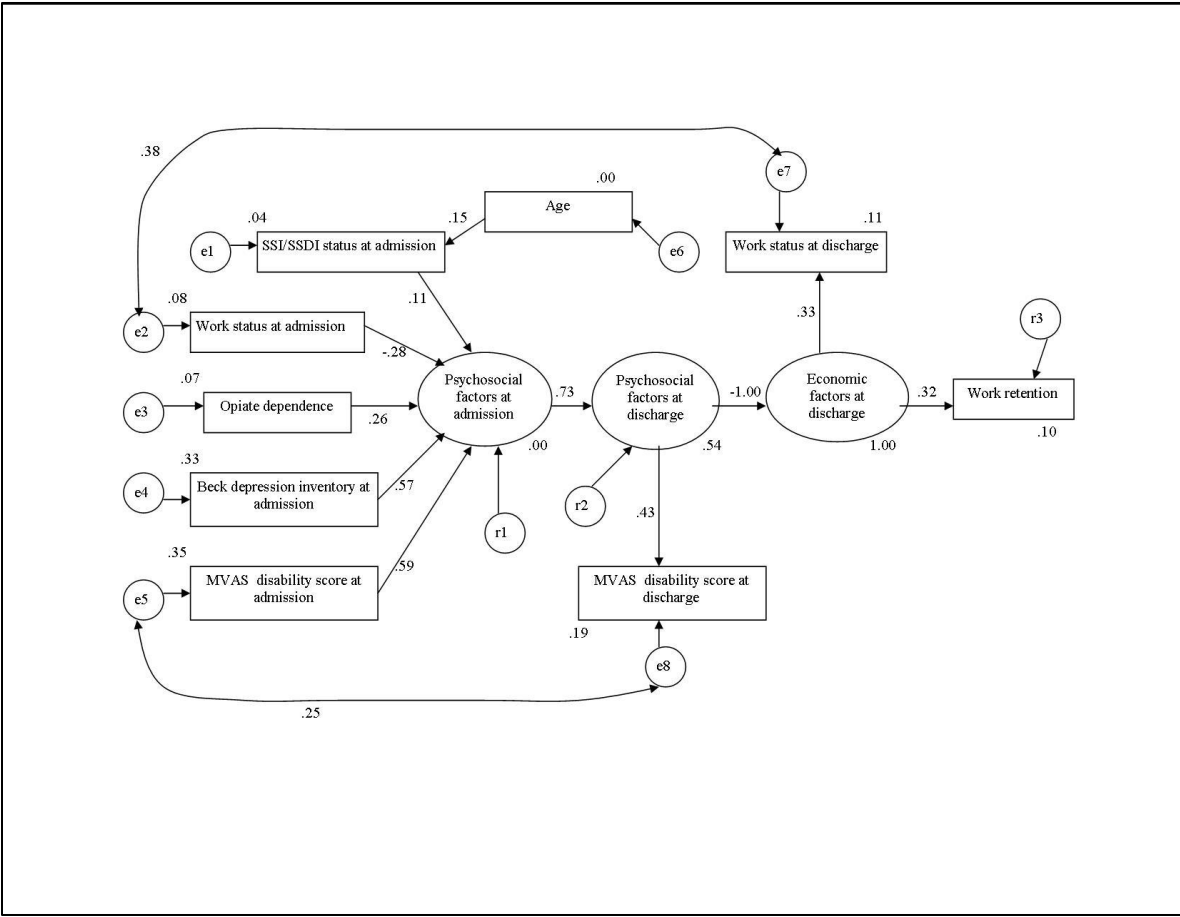 .38
e7
.00
Age
.04
.15
.11
e1
SSI/SSDI status at admission
e6
Work status at discharge
.11
.08
e2
Work status at admission
-.28
.33
r3
.07
e3
Opiate dependence
.26
Psychosocial
factors at
admission
.73
Psychosocial
factors at
discharge
-1.00
Economic
factors at
discharge
.32
Work retention
.00
.54
1.00
.10
.33
e4
Beck depression inventory at
admission
.57
r1
r2
.43
.35
e5
MVAS disability score at
admission
.59
MVAS disability score at
discharge
.19
e8
.25